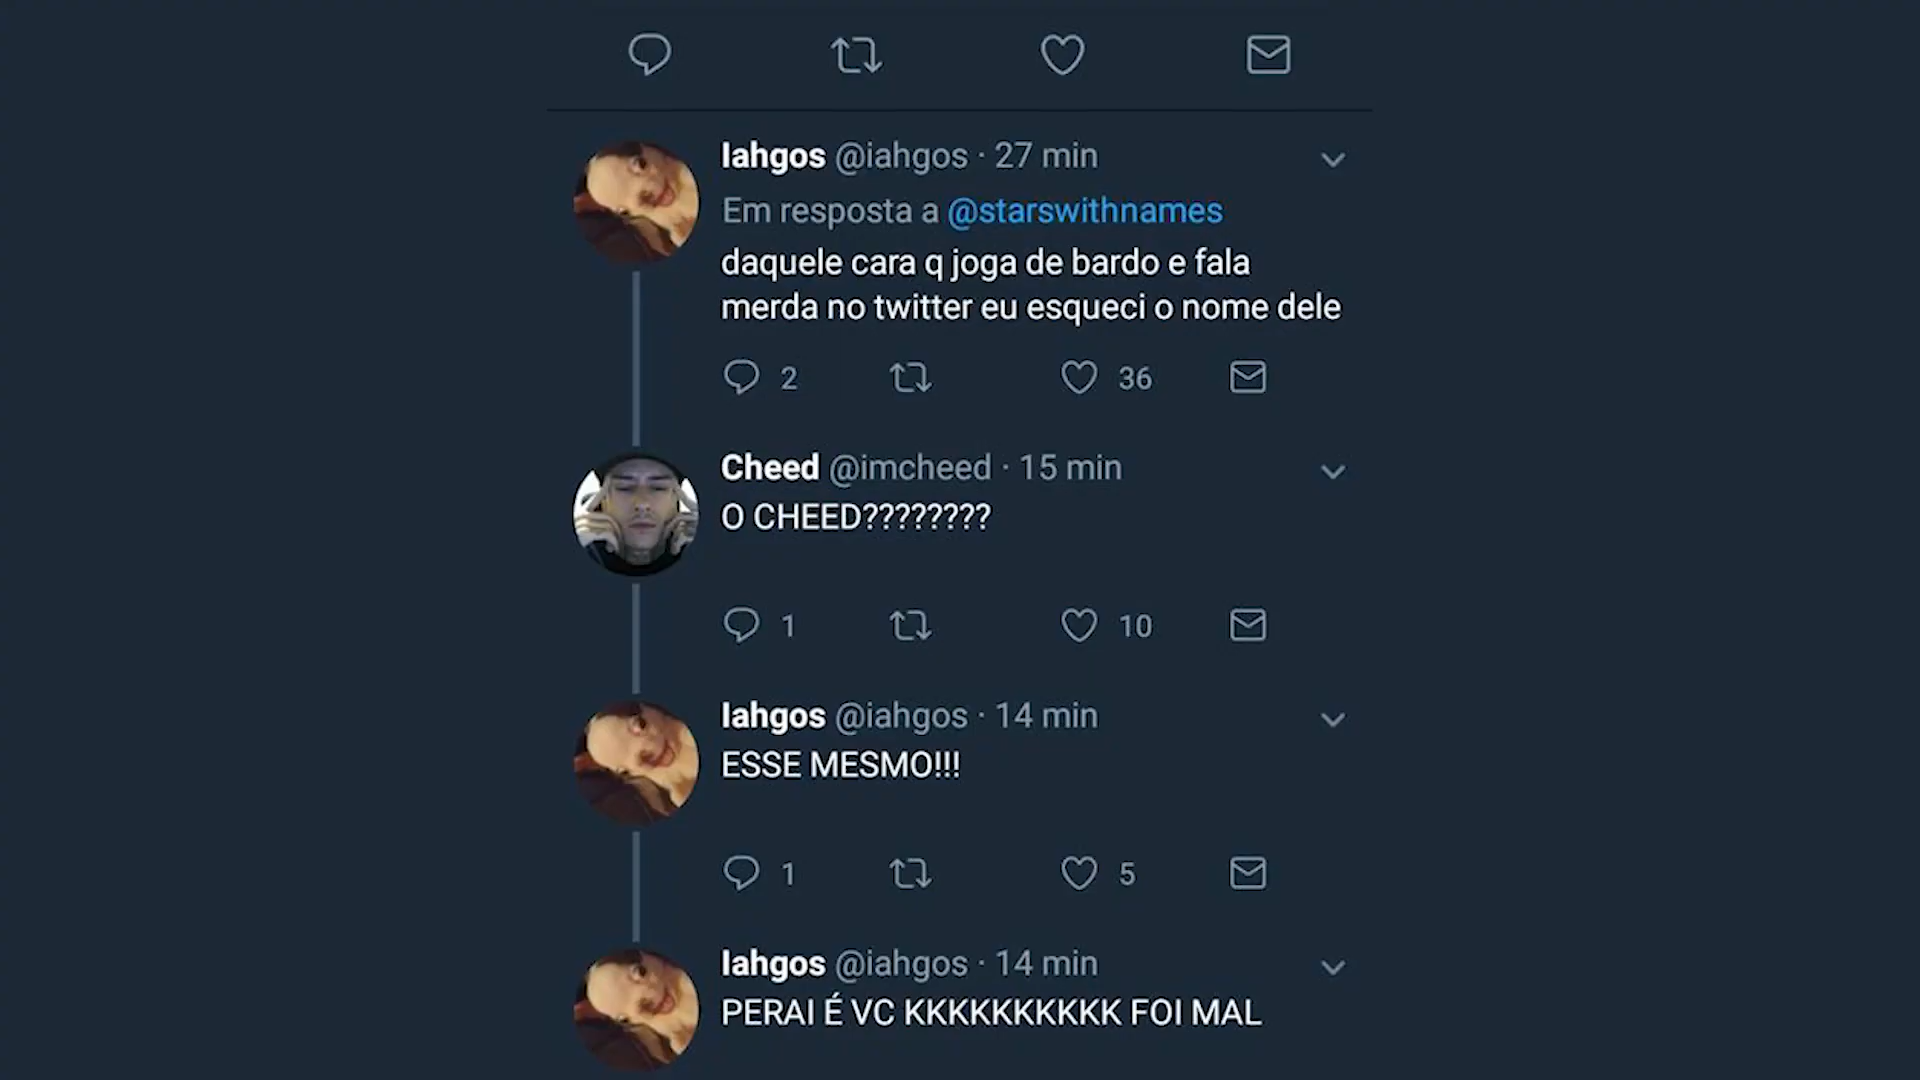 Iahgos @iahgos · 27 min
Em resposta a @starswithnames
daquele cara q joga de bardo e fala
merda no twitter eu esqueci o nome dele
2 36
Cheed @imcheed · 15 min
O CHEED????????
1 10
Iahgos @iahgos · 14 min
ESSE MESMO!!!
1 5
Iahgos @iahgos · 14 min
PERAI É VC KKKKKKKKKK FOI MAL